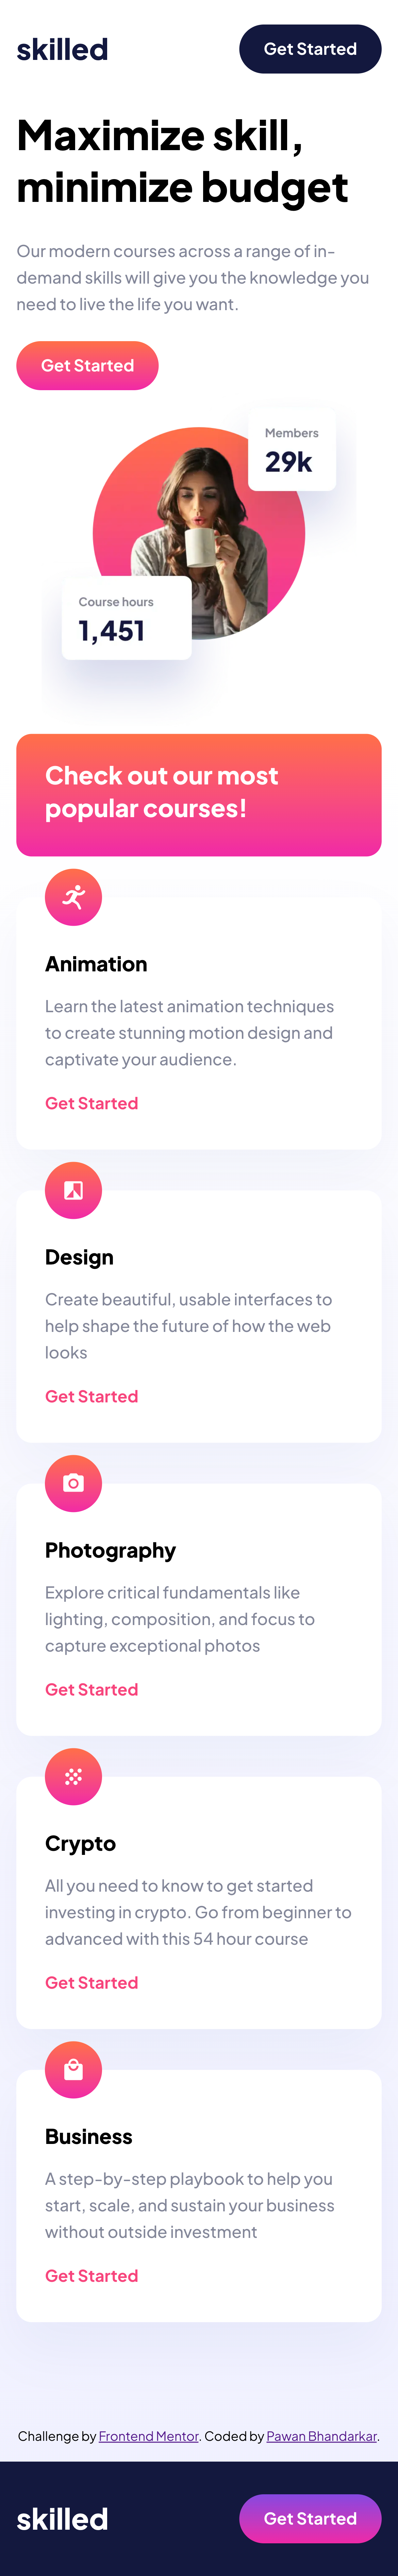 skilled
Get Started
Maximize skill,
minimize budget
Our modern courses across a range of in-
demand skills will give you the knowledge you
need to live the life you want.
Get Started
Members
29k
Course hours
1,451
Check out our most
popular courses!
Animation
Learn the latest animation techniques
to create stunning motion design and
captivate your audience.
Get Started
Design
Create beautiful, usable interfaces to
help shape the future of how the web
looks
Get Started
Photography
Explore critical fundamentals like
lighting, composition, and focus to
capture exceptional photos
Get Started
Crypto
All you need to know to get started
investing in crypto. Go from beginner to
advanced with this 54 hour course
Get Started
Business
A step-by-step playbook to help you
start, scale, and sustain your business
without outside investment
Get Started
Challenge by Frontend Mentor. Coded by Pawan Bhandarkar.
skilled
Get Started